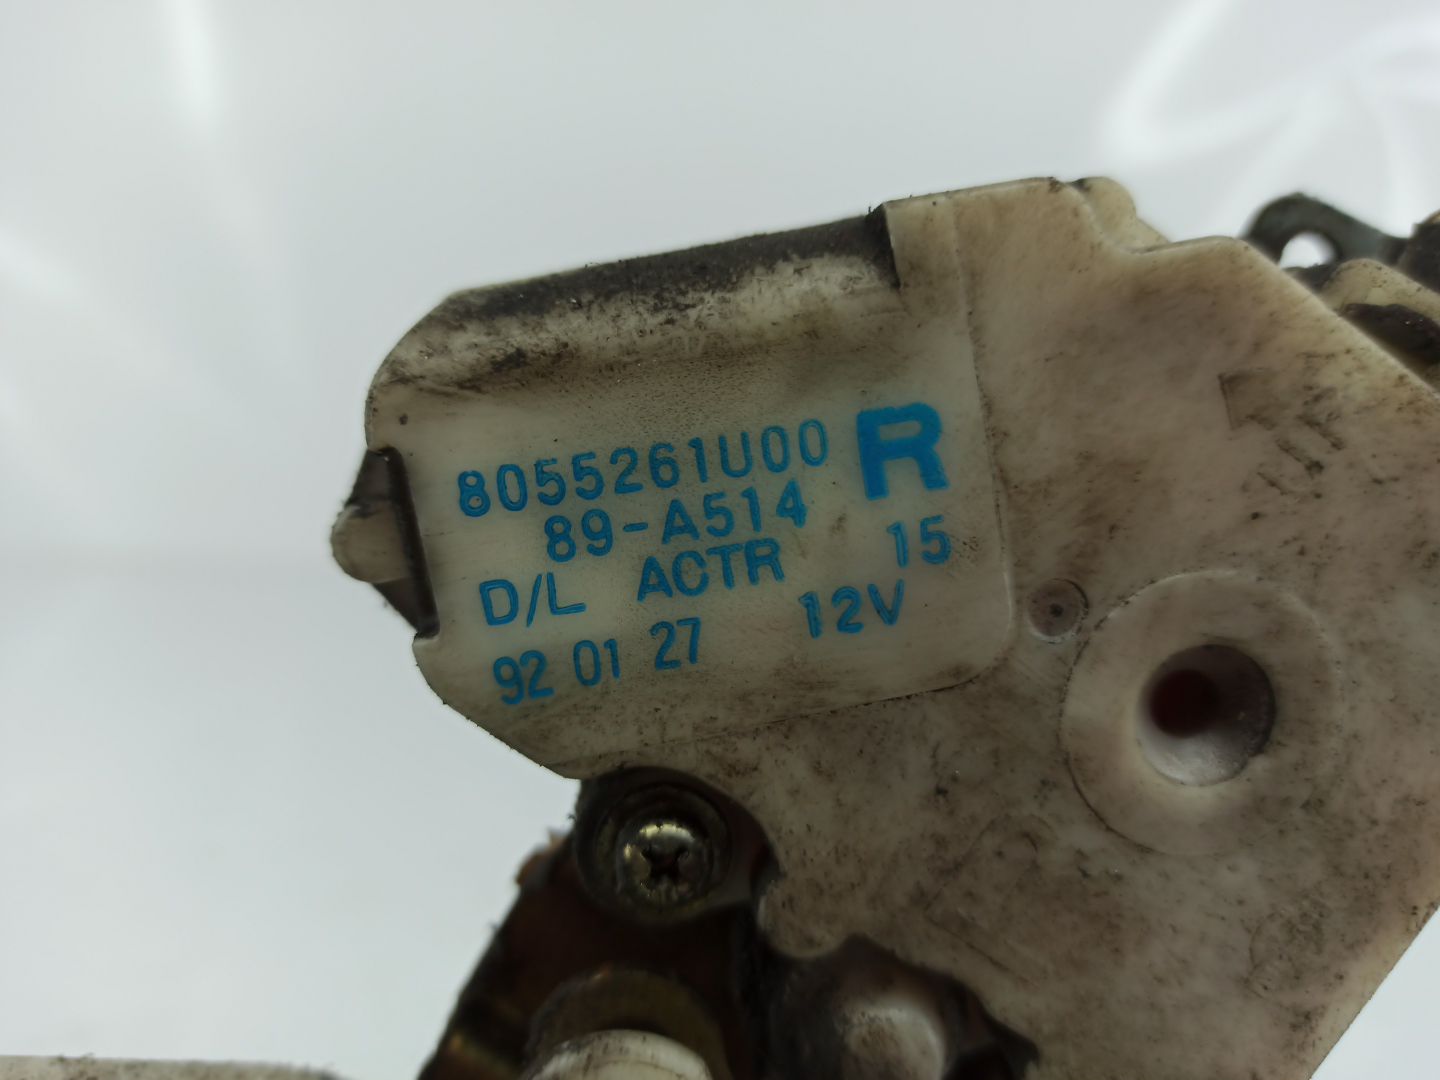 8055261U00 R
89-A514
D/L ACTR 15
92 01 27 12V